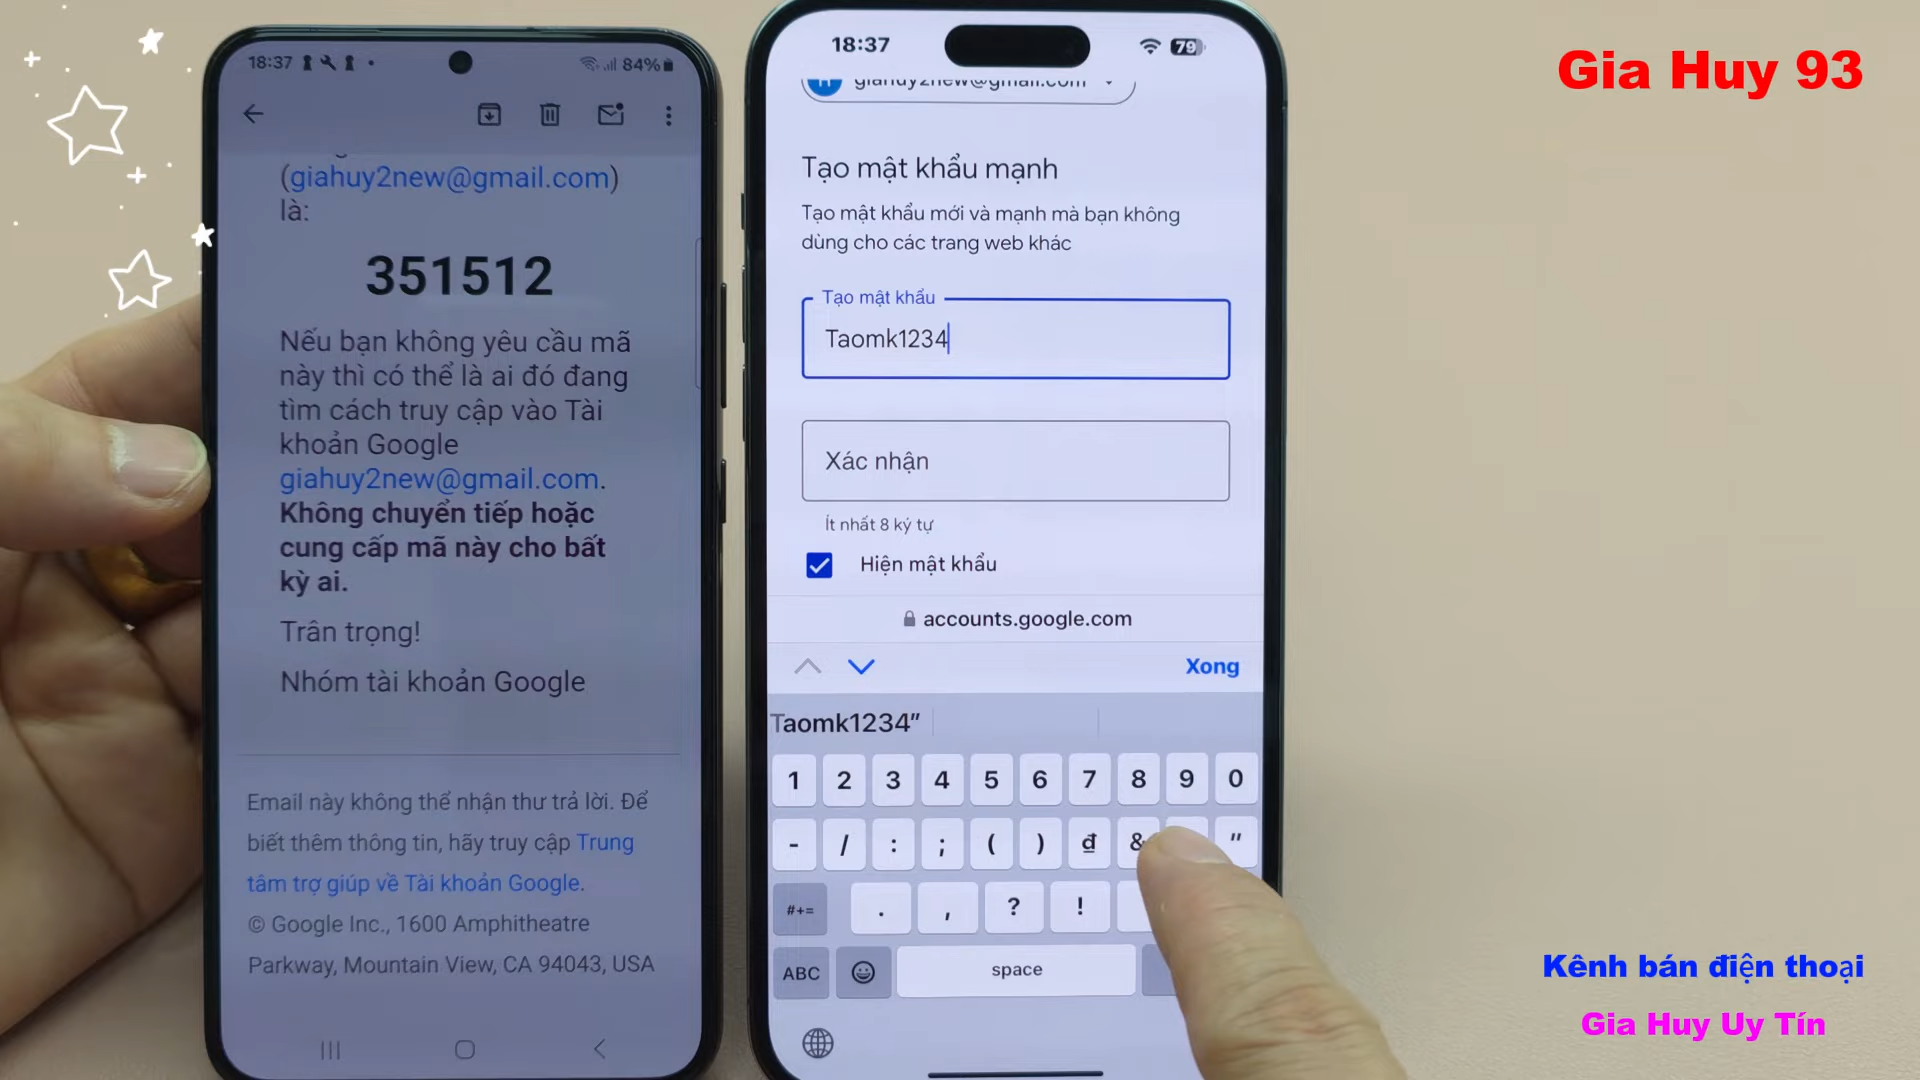 18:37
84%
(giahuy2new@gmail.com)
là:
351512
Nếu bạn không yêu cầu mã
này thì có thể là ai đó đang
tìm cách truy cập vào Tài
khoản Google
giahuy2new@gmail.com.
Không chuyển tiếp hoặc
cung cấp mã này cho bất
kỳ ai.
Trân trọng!
Nhóm tài khoản Google
Email này không thể nhận thư trả lời. Để
biết thêm thông tin, hãy truy cập Trung
tâm trợ giúp về Tài khoản Google.
© Google Inc., 1600 Amphitheatre
Parkway, Mountain View, CA 94043, USA
18:37
79
giahuy2new@gmail.com
Tạo mật khẩu mạnh
Tạo mật khẩu mới và mạnh mà bạn không
dùng cho các trang web khác
Tạo mật khẩu
Taomk1234
Xác nhận
Ít nhất 8 ký tự
Hiện mật khẩu
accounts.google.com
Xong
Taomk1234"
1 2 3 4 5 6 7 8 9 0
- / : ; ( ) đ & "
#+= . , ? !
ABC space
Gia Huy 93
Kênh bán điện thoại
Gia Huy Uy Tín